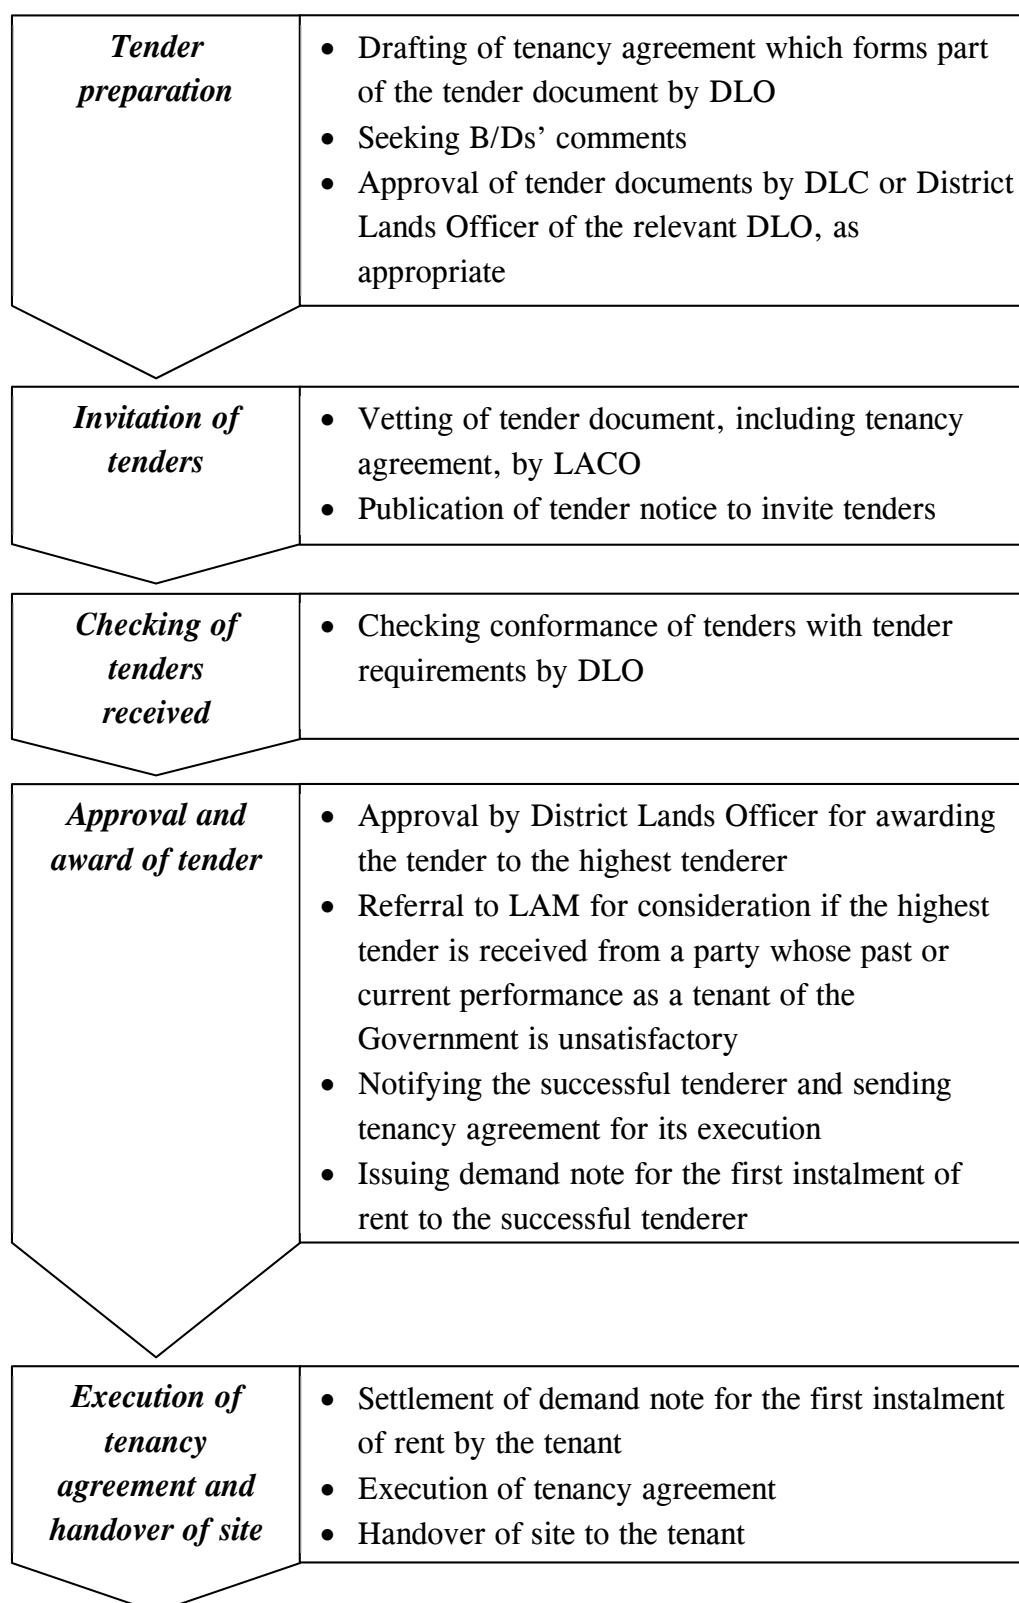 Tender
preparation
• Drafting of tenancy agreement which forms part
of the tender document by DLO
• Seeking B/Ds’ comments
• Approval of tender documents by DLC or District
Lands Officer of the relevant DLO, as
appropriate
Invitation of
tenders
• Vetting of tender document, including tenancy
agreement, by LACO
• Publication of tender notice to invite tenders
Checking of
tenders
received
• Checking conformance of tenders with tender
requirements by DLO
Approval and
award of tender
• Approval by District Lands Officer for awarding
the tender to the highest tenderer
• Referral to LAM for consideration if the highest
tender is received from a party whose past or
current performance as a tenant of the
Government is unsatisfactory
• Notifying the successful tenderer and sending
tenancy agreement for its execution
• Issuing demand note for the first instalment of
rent to the successful tenderer
Execution of
tenancy
agreement and
handover of site
• Settlement of demand note for the first instalment
of rent by the tenant
• Execution of tenancy agreement
• Handover of site to the tenant